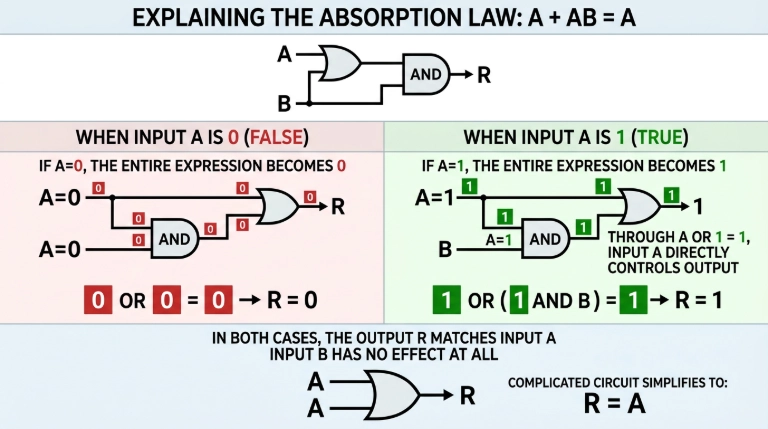 EXPLAINING THE ABSORPTION LAW: A + AB = A
A
B
AND
R
WHEN INPUT A IS 0 (FALSE)
IF A=0, THE ENTIRE EXPRESSION BECOMES 0
A=0
0
0
0
R
0
0
AND
0
0
A=0
0 OR 0 = 0 → R = 0
WHEN INPUT A IS 1 (TRUE)
IF A=1, THE ENTIRE EXPRESSION BECOMES 1
A=1
1
1
1
1
1
1
A=1
AND
B
THROUGH A OR 1 = 1,
INPUT A DIRECTLY
CONTROLS OUTPUT
1 OR (1 AND B) = 1 → R = 1
IN BOTH CASES, THE OUTPUT R MATCHES INPUT A
INPUT B HAS NO EFFECT AT ALL
A
A
R
COMPLICATED CIRCUIT SIMPLIFIES TO:
R = A